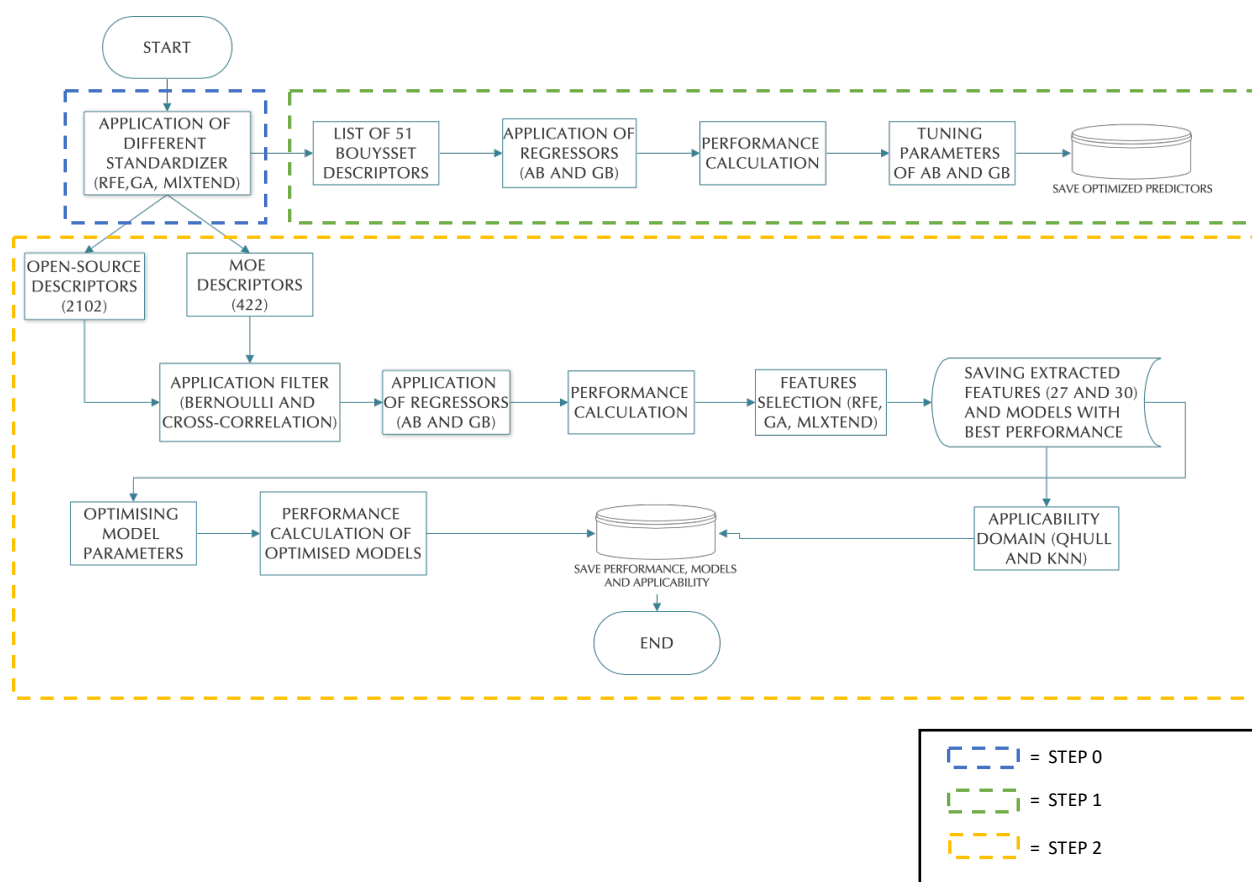 START
APPLICATION OF
DIFFERENT
STANDARDIZER
(RFE,GA, MlXTEND)
LIST OF 51
BOUYSSET
DESCRIPTORS
APPLICATION OF
REGRESSORS
(AB AND GB)
PERFORMANCE
CALCULATION
TUNING
PARAMETERS
OF AB AND GB
SAVE OPTIMIZED PREDICTORS
OPEN-SOURCE
DESCRIPTORS
(2102)
MOE
DESCRIPTORS
(422)
APPLICATION FILTER
(BERNOULLI AND
CROSS-CORRELATION)
APPLICATION
OF REGRESSORS
(AB AND GB)
PERFORMANCE
CALCULATION
FEATURES
SELECTION (RFE,
GA, MLXTEND)
SAVING EXTRACTED
FEATURES (27 AND 30)
AND MODELS WITH
BEST PERFORMANCE
OPTIMISING
MODEL
PARAMETERS
PERFORMANCE
CALCULATION OF
OPTIMISED MODELS
SAVE PERFORMANCE, MODELS
AND APPLICABILITY
APPLICABILITY
DOMAIN (QHULL
AND KNN)
END
= STEP 0
= STEP 1
= STEP 2